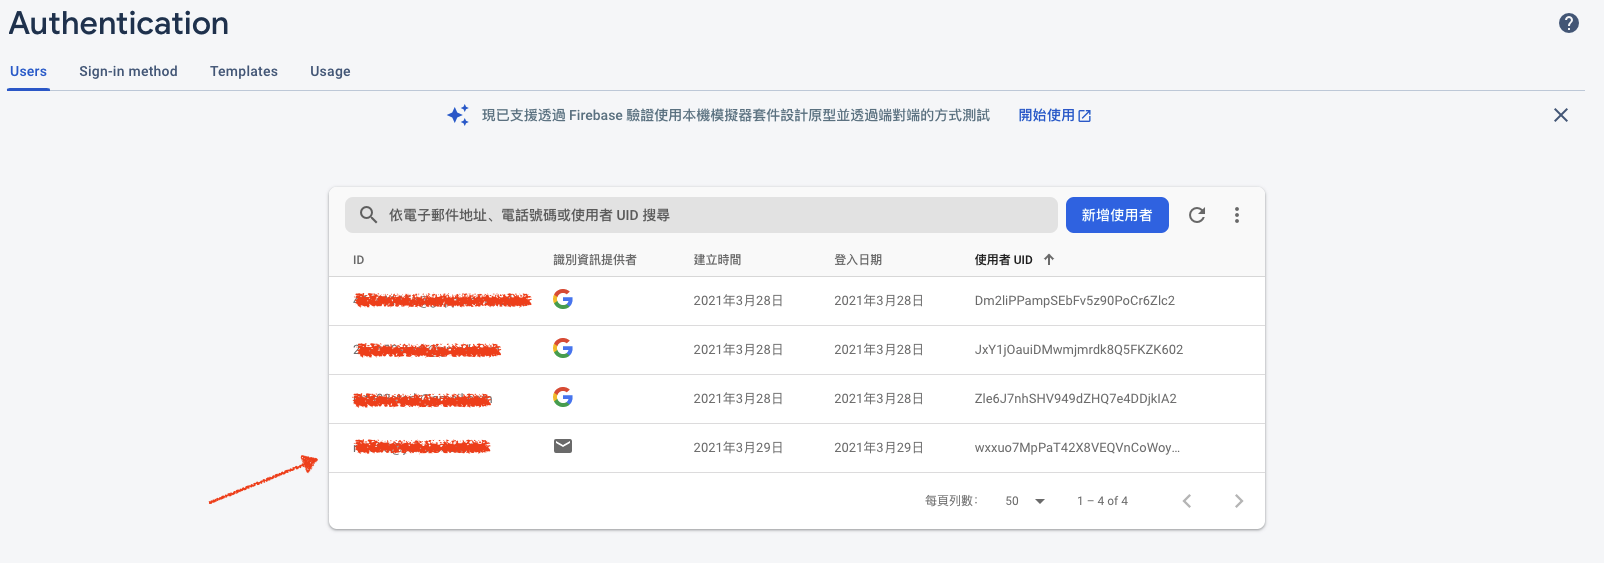 Authentication
Users Sign-in method Templates Usage
現已支援透過 Firebase 驗證使用本機模擬器套件設計原型並透過端對端的方式測試 開始使用
依電子郵件地址、電話號碼或使用者 UID 搜尋 新增使用者
ID 識別資訊提供者 建立時間 登入日期 使用者 UID
2021年3月28日 2021年3月28日 Dm2liPPampSEbFv5z90PoCr6Zlc2
2021年3月28日 2021年3月28日 JxY1jOauiDMwmjmrdk8Q5FKZK602
2021年3月28日 2021年3月28日 Zle6J7nhSHV949dZHQ7e4DDjkIA2
2021年3月29日 2021年3月29日 wxxuo7MpPaT42X8VEQVnCoWoy…
每頁列數: 50 1 – 4 of 4